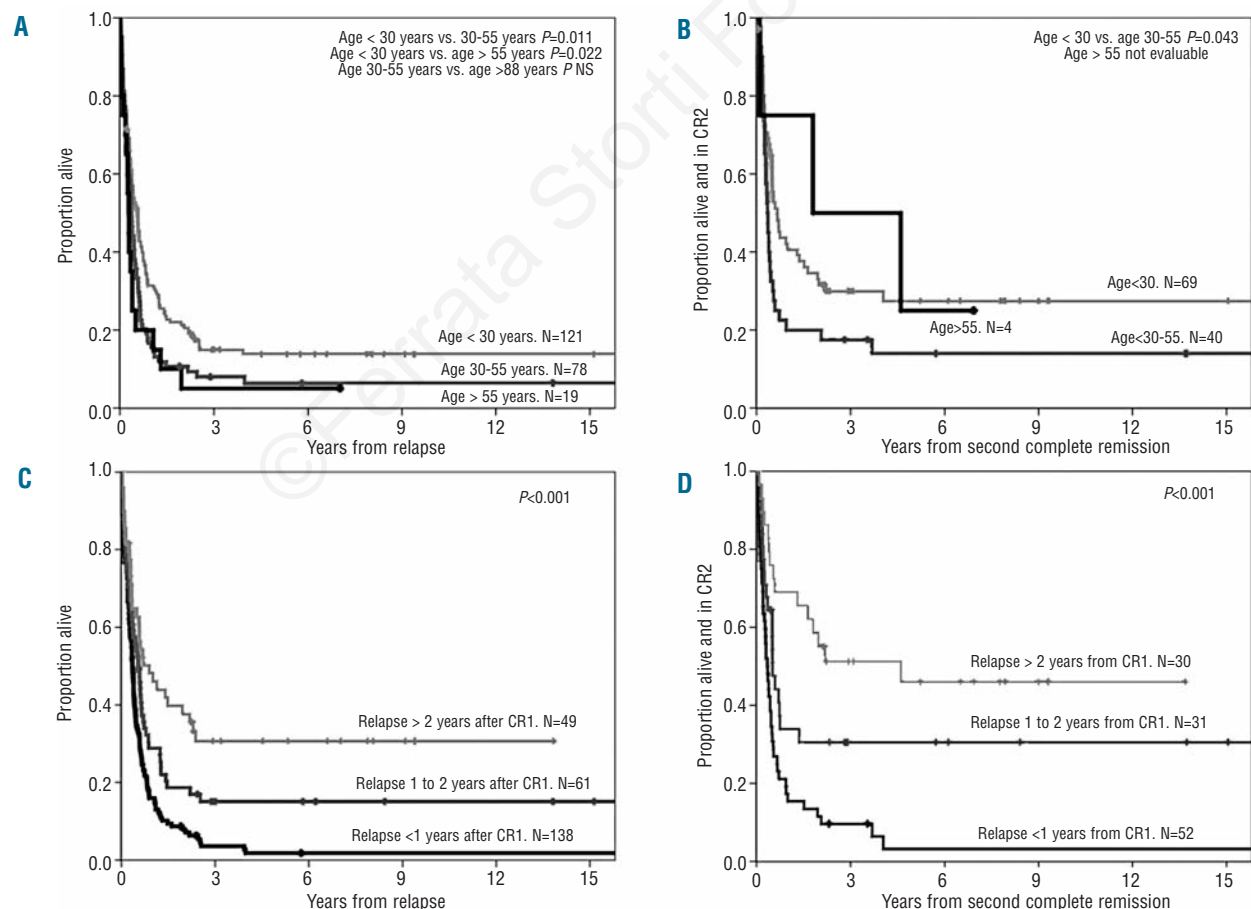 A
Age < 30 years vs. 30-55 years P=0.011
Age < 30 years vs. age > 55 years P=0.022
Age 30-55 years vs. age >88 years P NS
Proportion alive
1.0
0.8
0.6
0.4
0.2
0.0
Age < 30 years. N=121
Age 30-55 years. N=78
Age > 55 years. N=19
0 3 6 9 12 15
Years from relapse
B
Age < 30 vs. age 30-55 P=0.043
Age > 55 not evaluable
Proportion alive and in CR2
1.0
0.8
0.6
0.4
0.2
0.0
Age<30. N=69
Age>55. N=4
Age<30-55. N=40
0 3 6 9 12 15
Years from second complete remission
C
P<0.001
Proportion alive
1.0
0.8
0.6
0.4
0.2
0.0
Relapse > 2 years after CR1. N=49
Relapse 1 to 2 years after CR1. N=61
Relapse <1 years after CR1. N=138
0 3 6 9 12 15
Years from relapse
D
P<0.001
Proportion alive and in CR2
1.0
0.8
0.6
0.4
0.2
0.0
Relapse > 2 years from CR1. N=30
Relapse 1 to 2 years from CR1. N=31
Relapse <1 years from CR1. N=52
0 3 6 9 12 15
Years from second complete remission
©Ferrata Storti Fo